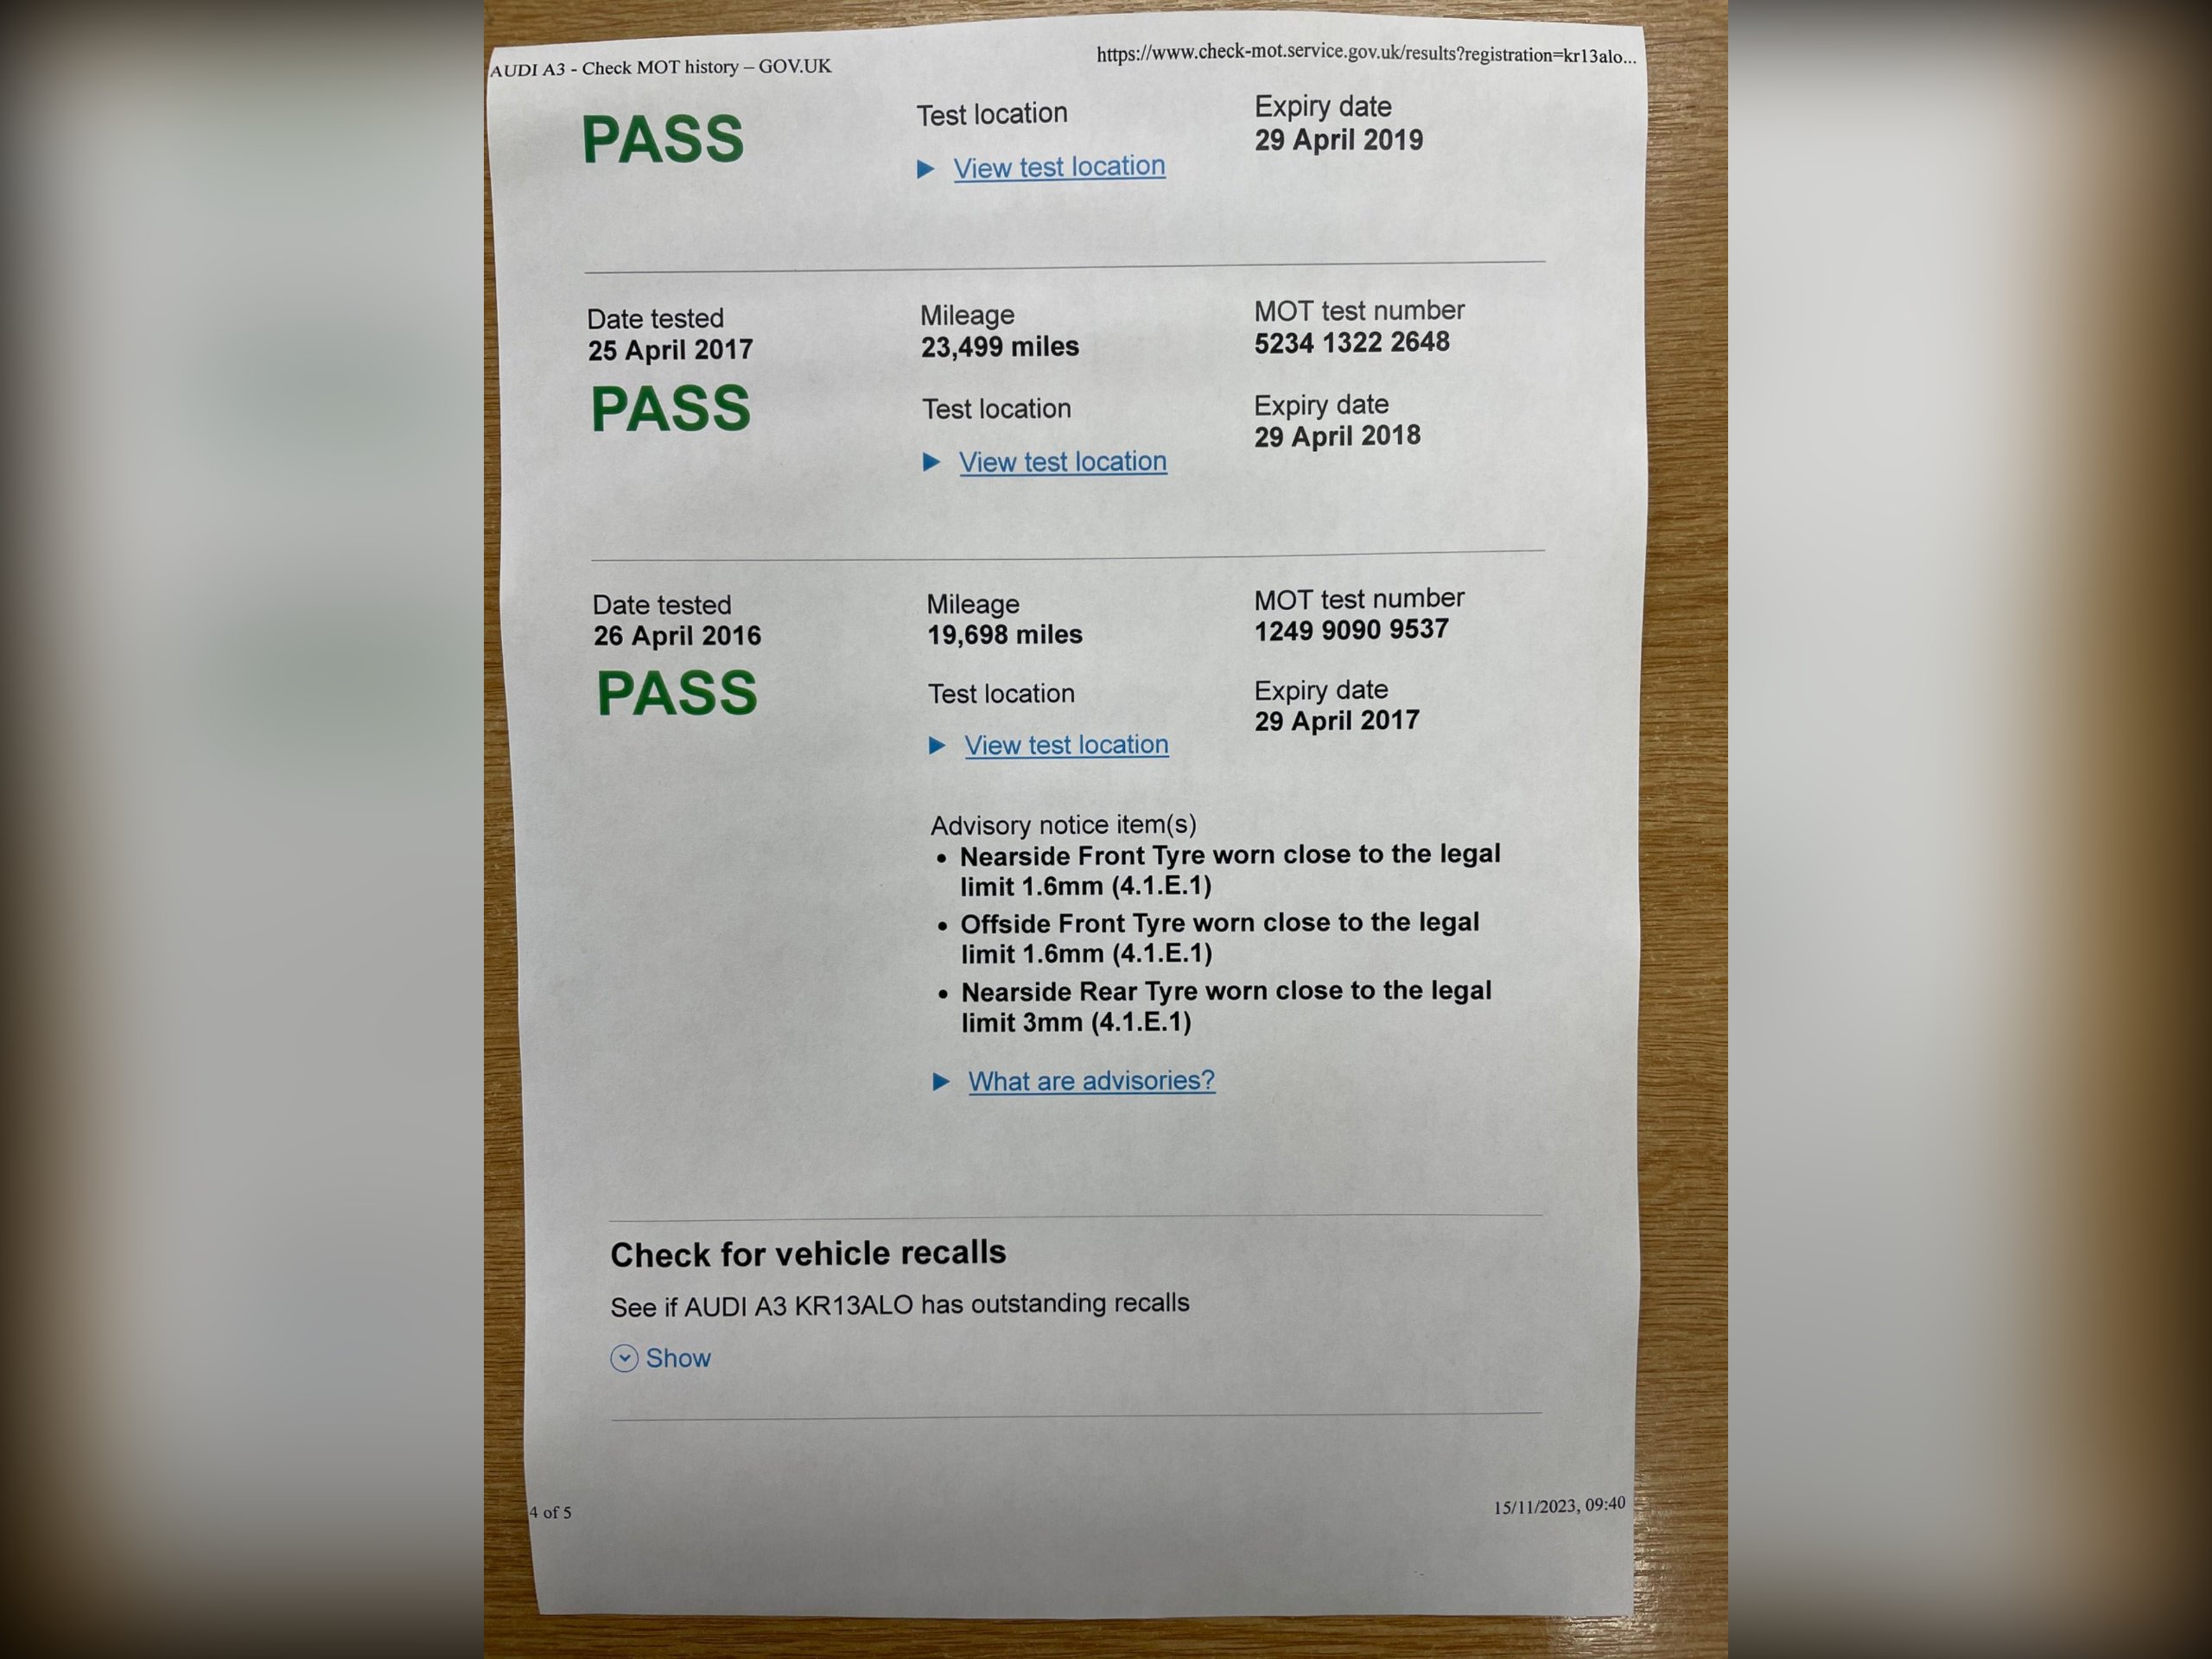 AUDI A3 - Check MOT history – GOV.UK
https://www.check-mot.service.gov.uk/results?registration=kr13alo...
PASS
Test location
Expiry date
29 April 2019
View test location
Date tested
25 April 2017
Mileage
23,499 miles
MOT test number
5234 1322 2648
PASS
Test location
Expiry date
29 April 2018
View test location
Date tested
26 April 2016
Mileage
19,698 miles
MOT test number
1249 9090 9537
PASS
Test location
Expiry date
29 April 2017
View test location
Advisory notice item(s)
• Nearside Front Tyre worn close to the legal
limit 1.6mm (4.1.E.1)
• Offside Front Tyre worn close to the legal
limit 1.6mm (4.1.E.1)
• Nearside Rear Tyre worn close to the legal
limit 3mm (4.1.E.1)
What are advisories?
Check for vehicle recalls
See if AUDI A3 KR13ALO has outstanding recalls
Show
4 of 5
15/11/2023, 09:40